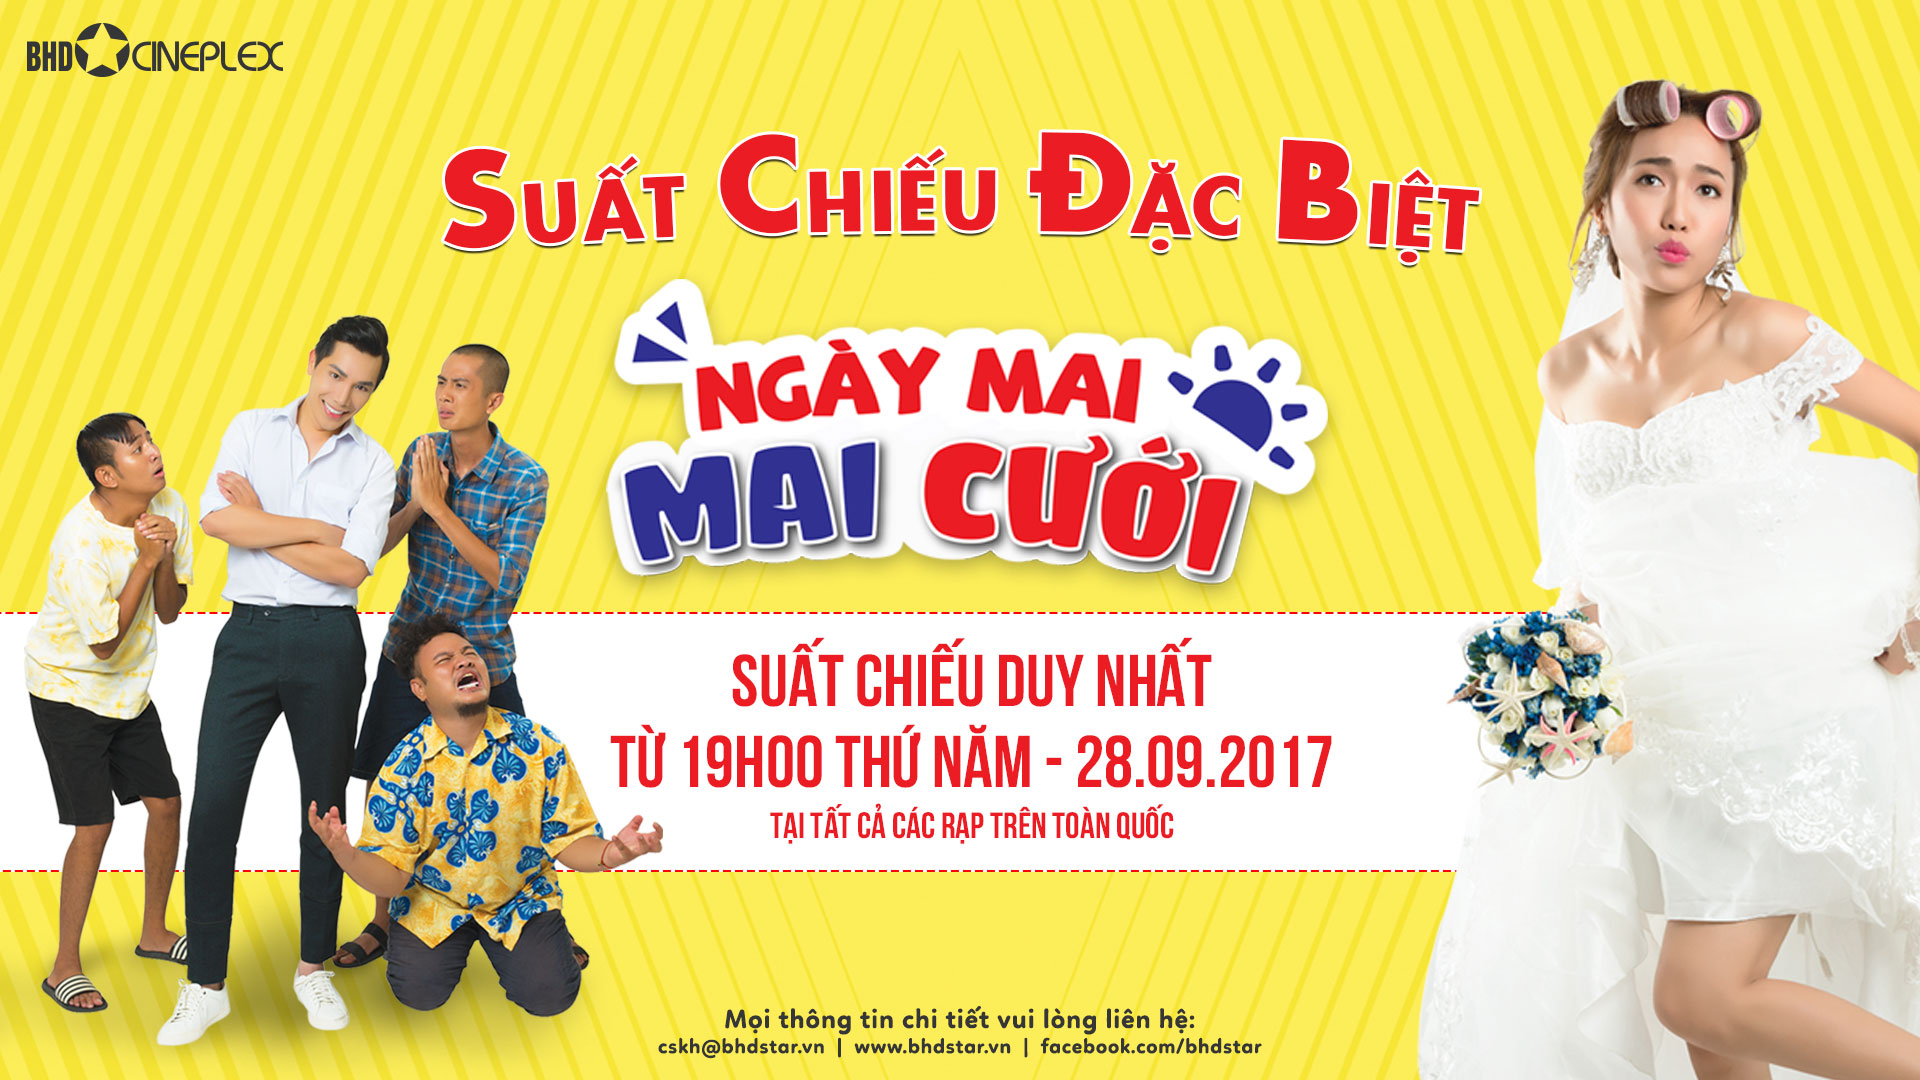 BHD CINEPLEX
SUẤT CHIẾU ĐẶC BIỆT
NGÀY MAI
MAI CƯỚI
SUẤT CHIẾU DUY NHẤT
TỪ 19H00 THỨ NĂM - 28.09.2017
TẠI TẤT CẢ CÁC RẠP TRÊN TOÀN QUỐC
Mọi thông tin chi tiết vui lòng liên hệ:
cskh@bhdstar.vn | www.bhdstar.vn | facebook.com/bhdstar